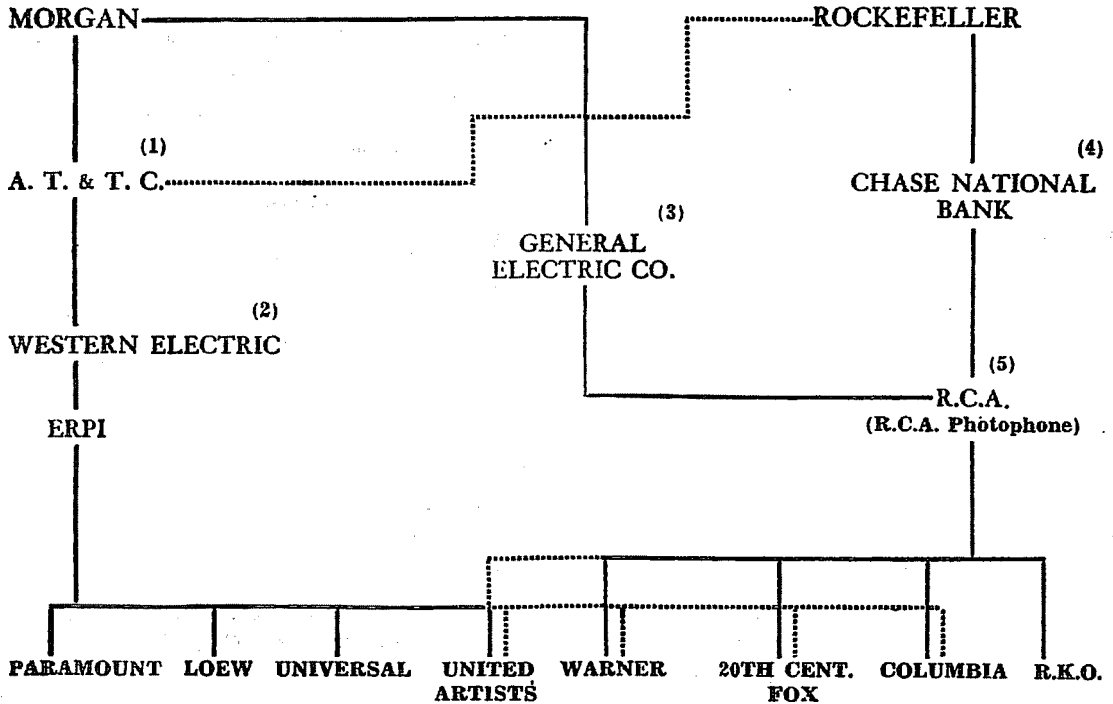 MORGAN
ROCKEFELLER
(1)
A. T. & T. C.
(4)
CHASE NATIONAL
BANK
(3)
GENERAL
ELECTRIC CO.
(2)
WESTERN ELECTRIC
(5)
R.C.A.
(R.C.A. Photophone)
ERPI
PARAMOUNT
LOEW
UNIVERSAL
UNITED
ARTISTS
WARNER
20TH CENT.
FOX
COLUMBIA
R.K.O.